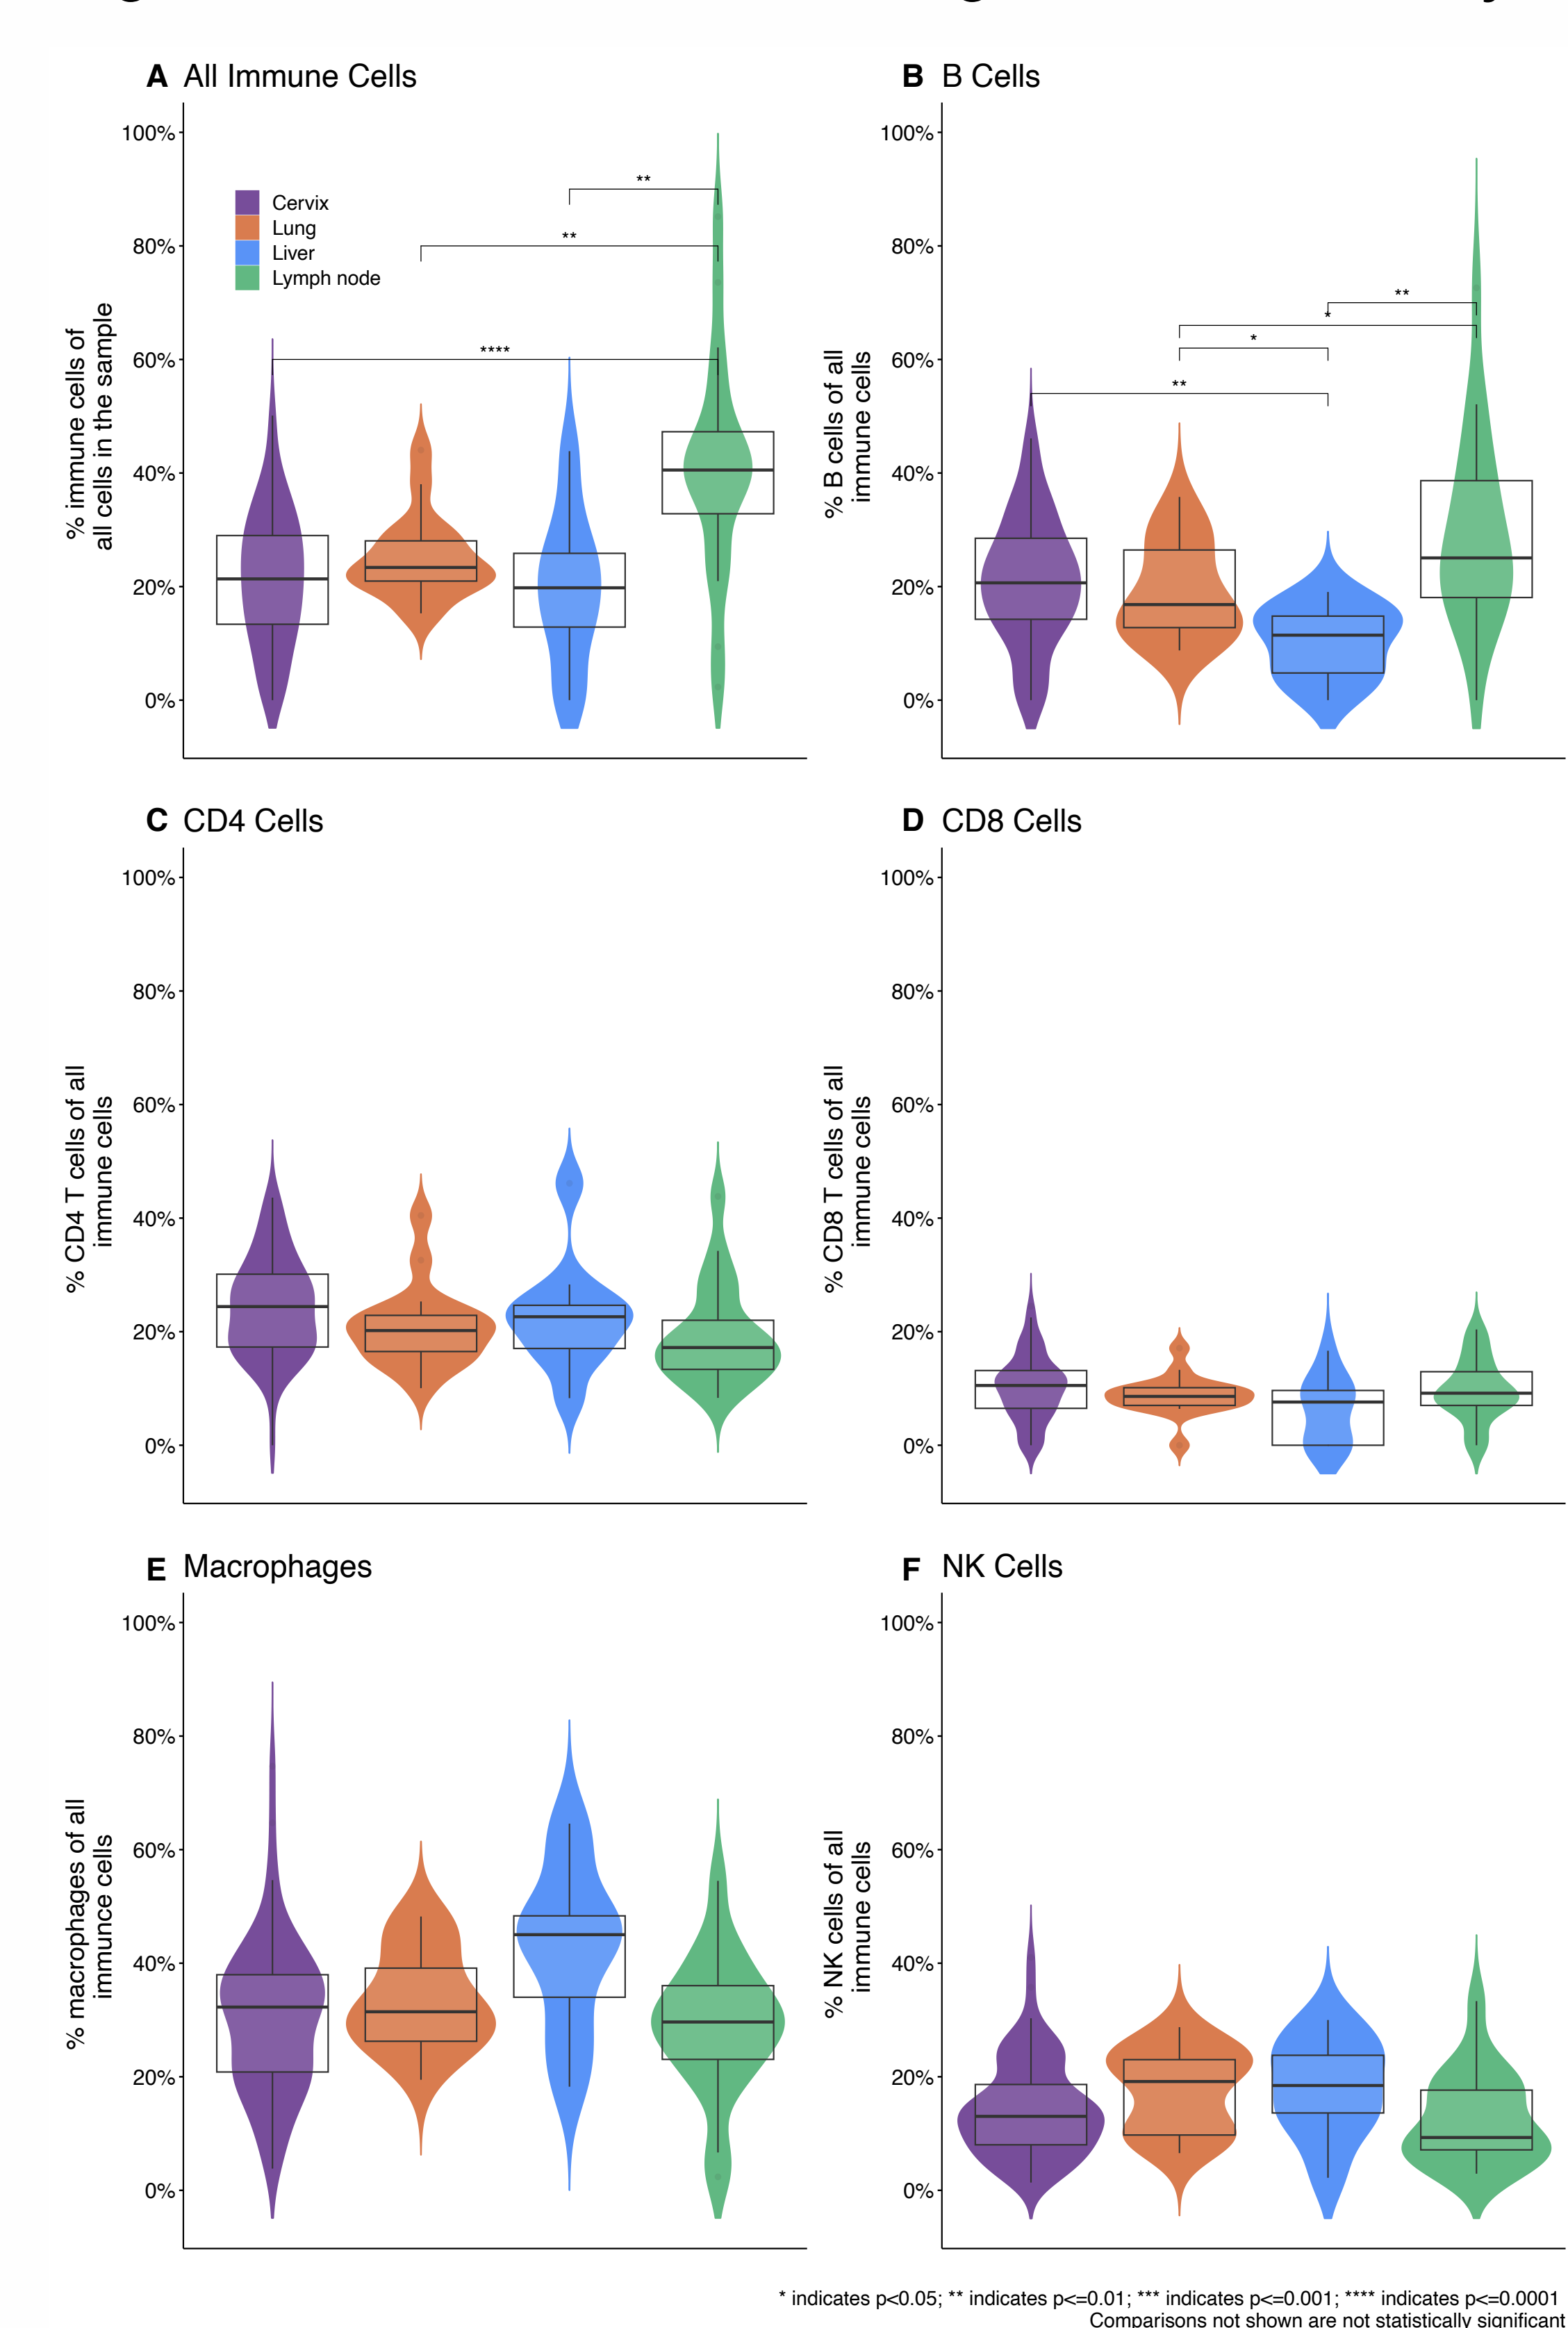 A All Immune Cells
100%
80%
60%
40%
20%
0%
% immune cells of
all cells in the sample
Cervix
Lung
Liver
Lymph node
**
**
****
B B Cells
100%
80%
60%
40%
20%
0%
% B cells of all
immune cells
**
*
*
**
C CD4 Cells
100%
80%
60%
40%
20%
0%
% CD4 T cells of all
immune cells
D CD8 Cells
100%
80%
60%
40%
20%
0%
% CD8 T cells of all
immune cells
E Macrophages
100%
80%
60%
40%
20%
0%
% macrophages of all
immunce cells
F NK Cells
100%
80%
60%
40%
20%
0%
% NK cells of all
immune cells
* indicates p<0.05; ** indicates p<=0.01; *** indicates p<=0.001; **** indicates p<=0.0001
Comparisons not shown are not statistically significant